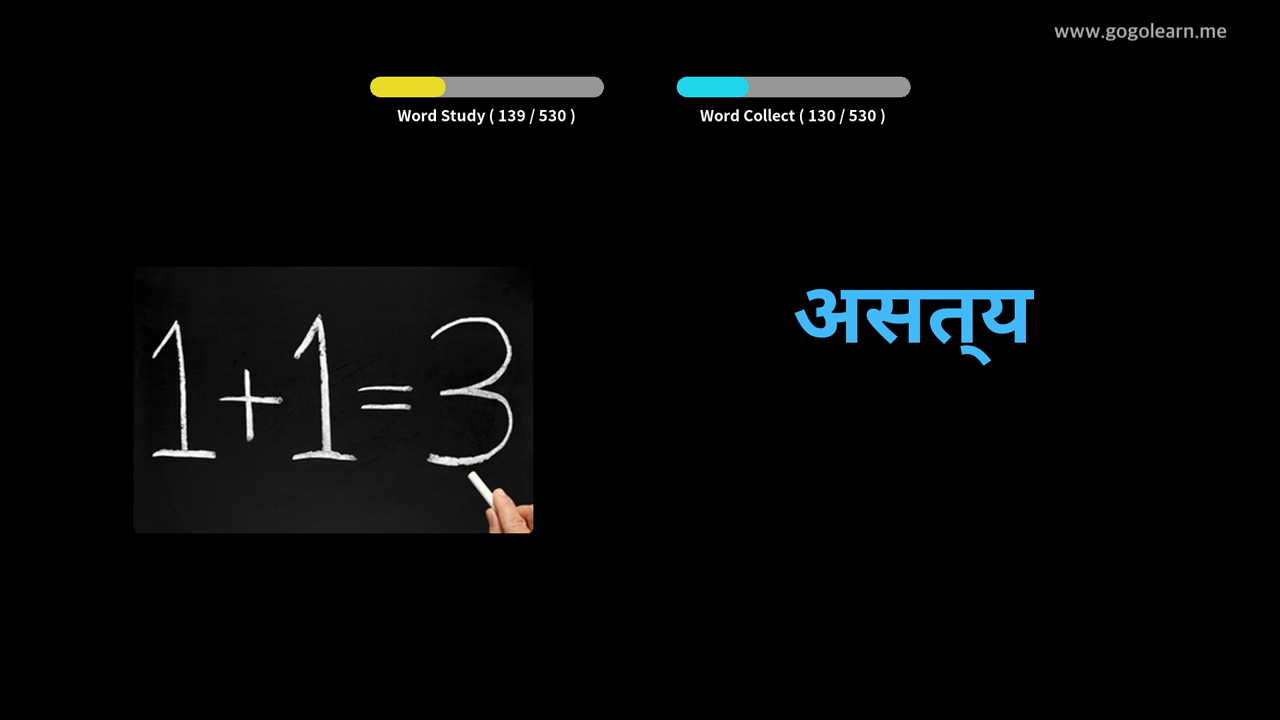 www.gogolearn.me
Word Study ( 139 / 530 )
Word Collect ( 130 / 530 )
1+1=3
असत्य